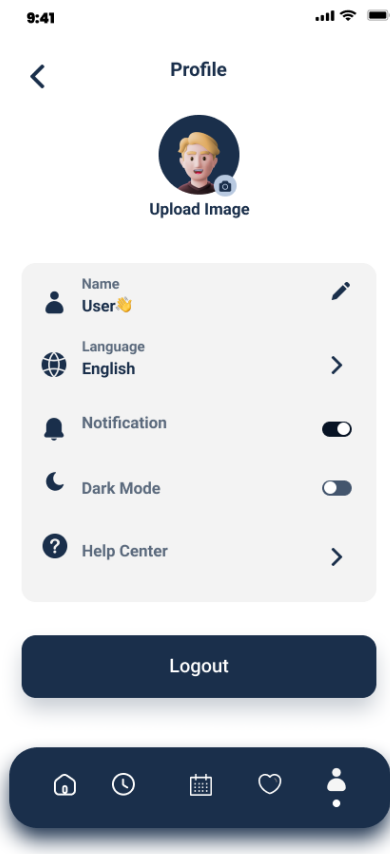 9:41
Profile
Upload Image
Name
User👋
Language
English
Notification
Dark Mode
Help Center
Logout